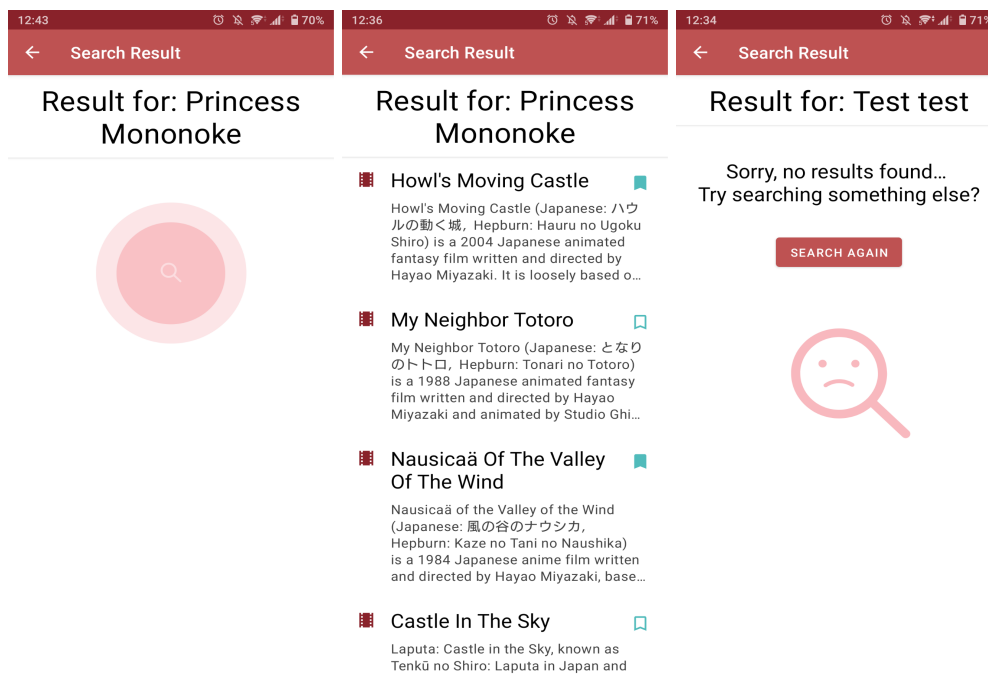 12:43
70%
Search Result
Result for: Princess
Mononoke
12:36
71%
Search Result
Result for: Princess
Mononoke
Howl's Moving Castle
Howl's Moving Castle (Japanese: ハウ
ルの動く城, Hepburn: Hauru no Ugoku
Shiro) is a 2004 Japanese animated
fantasy film written and directed by
Hayao Miyazaki. It is loosely based o…
My Neighbor Totoro
My Neighbor Totoro (Japanese: となり
のトトロ, Hepburn: Tonari no Totoro)
is a 1988 Japanese animated fantasy
film written and directed by Hayao
Miyazaki and animated by Studio Ghi…
Nausicaä Of The Valley
Of The Wind
Nausicaä of the Valley of the Wind
(Japanese: 風の谷のナウシカ,
Hepburn: Kaze no Tani no Naushika)
is a 1984 Japanese anime film written
and directed by Hayao Miyazaki, base…
Castle In The Sky
Laputa: Castle in the Sky, known as
Tenkū no Shiro: Laputa in Japan and
12:34
71%
Search Result
Result for: Test test
Sorry, no results found…
Try searching something else?
SEARCH AGAIN